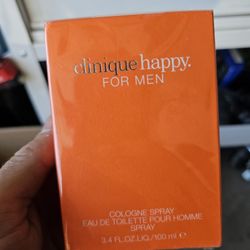 clinique happy.
FOR MEN
COLOGNE SPRAY
EAU DE TOILETTE POUR HOMME
SPRAY
3.4 FL.OZ.LIQ./100 ml ℮